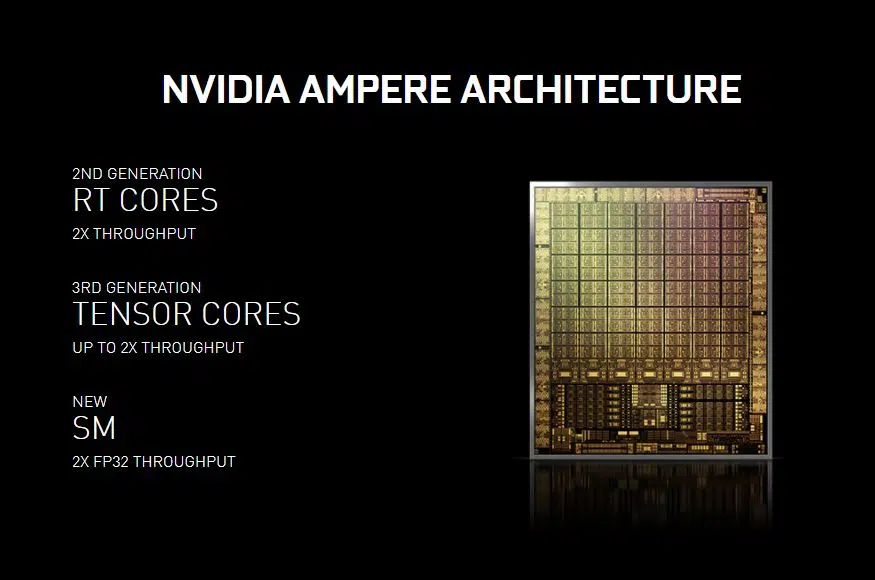 NVIDIA AMPERE ARCHITECTURE
2ND GENERATION
RT CORES
2X THROUGHPUT
3RD GENERATION
TENSOR CORES
UP TO 2X THROUGHPUT
NEW
SM
2X FP32 THROUGHPUT